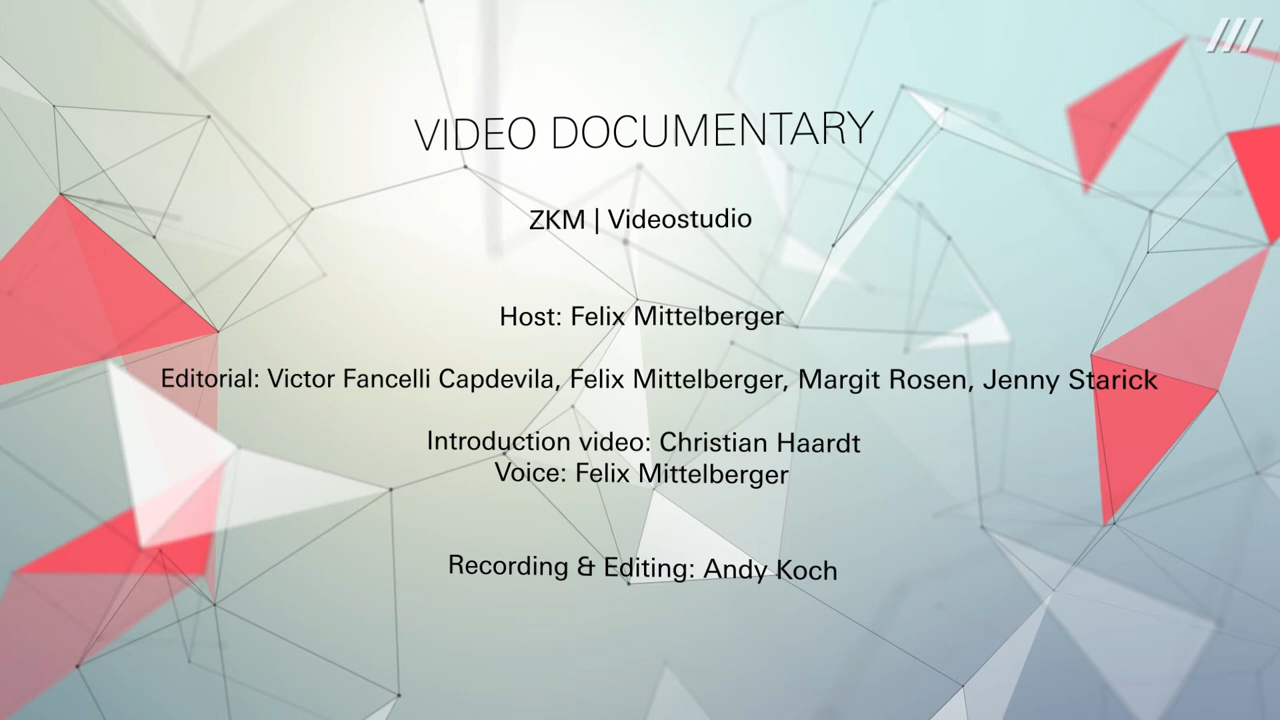 VIDEO DOCUMENTARY
ZKM | Videostudio
Host: Felix Mittelberger
Editorial: Victor Fancelli Capdevila, Felix Mittelberger, Margit Rosen, Jenny Starick
Introduction video: Christian Haardt
Voice: Felix Mittelberger
Recording & Editing: Andy Koch